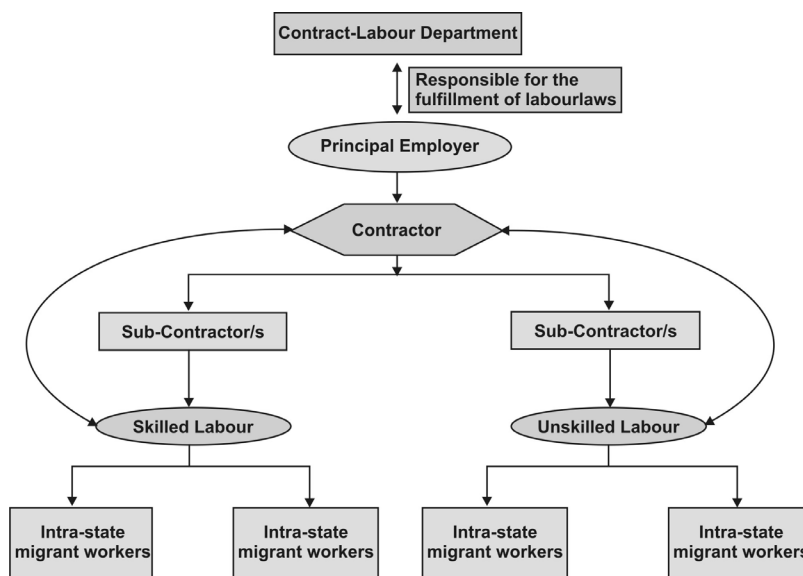 Contract-Labour Department
Responsible for the
fulfillment of labourlaws
Principal Employer
Contractor
Sub-Contractor/s
Sub-Contractor/s
Skilled Labour
Unskilled Labour
Intra-state
migrant workers
Intra-state
migrant workers
Intra-state
migrant workers
Intra-state
migrant workers